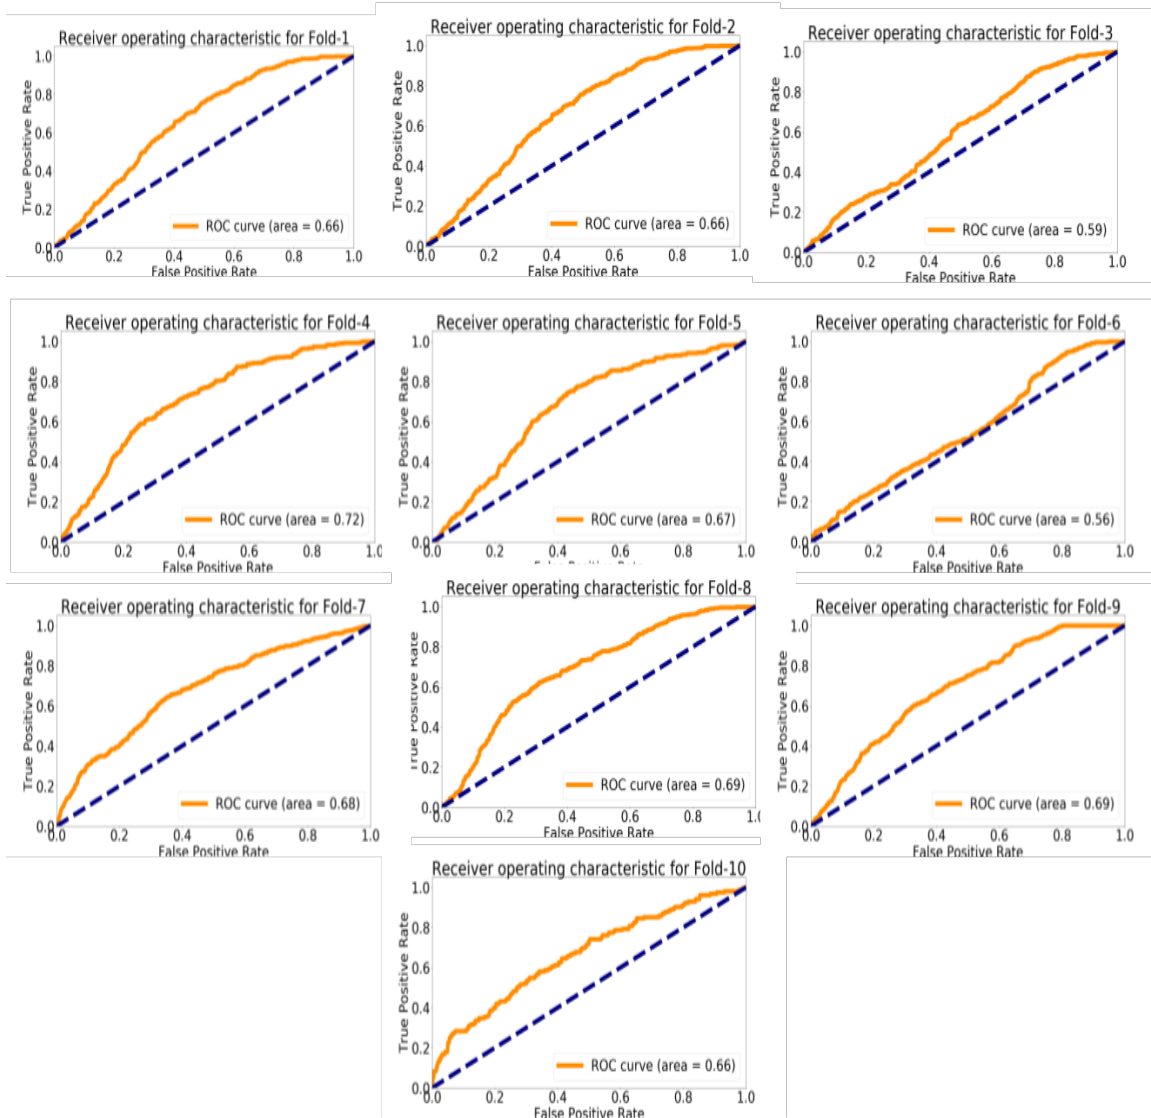 Receiver operating characteristic for Fold-1
True Positive Rate
1.0
0.8
0.6
0.4
0.2
0.0
ROC curve (area = 0.66)
0.0 0.2 0.4 0.6 0.8 1.0
False Positive Rate
Receiver operating characteristic for Fold-2
True Positive Rate
1.0
0.8
0.6
0.4
0.2
0.0
ROC curve (area = 0.66)
0.0 0.2 0.4 0.6 0.8 1.0
False Positive Rate
Receiver operating characteristic for Fold-3
True Positive Rate
1.0
0.8
0.6
0.4
0.2
0.0
ROC curve (area = 0.59)
0.0 0.2 0.4 0.6 0.8 1.0
False Positive Rate
Receiver operating characteristic for Fold-4
True Positive Rate
1.0
0.8
0.6
0.4
0.2
0.0
ROC curve (area = 0.72)
0.0 0.2 0.4 0.6 0.8 1.0
False Positive Rate
Receiver operating characteristic for Fold-5
True Positive Rate
1.0
0.8
0.6
0.4
0.2
0.0
ROC curve (area = 0.67)
0.0 0.2 0.4 0.6 0.8 1.0
Receiver operating characteristic for Fold-6
True Positive Rate
1.0
0.8
0.6
0.4
0.2
0.0
ROC curve (area = 0.56)
0.0 0.2 0.4 0.6 0.8 1.0
False Positive Rate
Receiver operating characteristic for Fold-7
True Positive Rate
1.0
0.8
0.6
0.4
0.2
0.0
ROC curve (area = 0.68)
0.0 0.2 0.4 0.6 0.8 1.0
False Positive Rate
Receiver operating characteristic for Fold-8
True Positive Rate
1.0
0.8
0.6
0.4
0.2
0.0
ROC curve (area = 0.69)
0.0 0.2 0.4 0.6 0.8 1.0
False Positive Rate
Receiver operating characteristic for Fold-9
True Positive Rate
1.0
0.8
0.6
0.4
0.2
0.0
ROC curve (area = 0.69)
0.0 0.2 0.4 0.6 0.8 1.0
False Positive Rate
Receiver operating characteristic for Fold-10
True Positive Rate
1.0
0.8
0.6
0.4
0.2
0.0
ROC curve (area = 0.66)
0.0 0.2 0.4 0.6 0.8 1.0
False Positive Rate